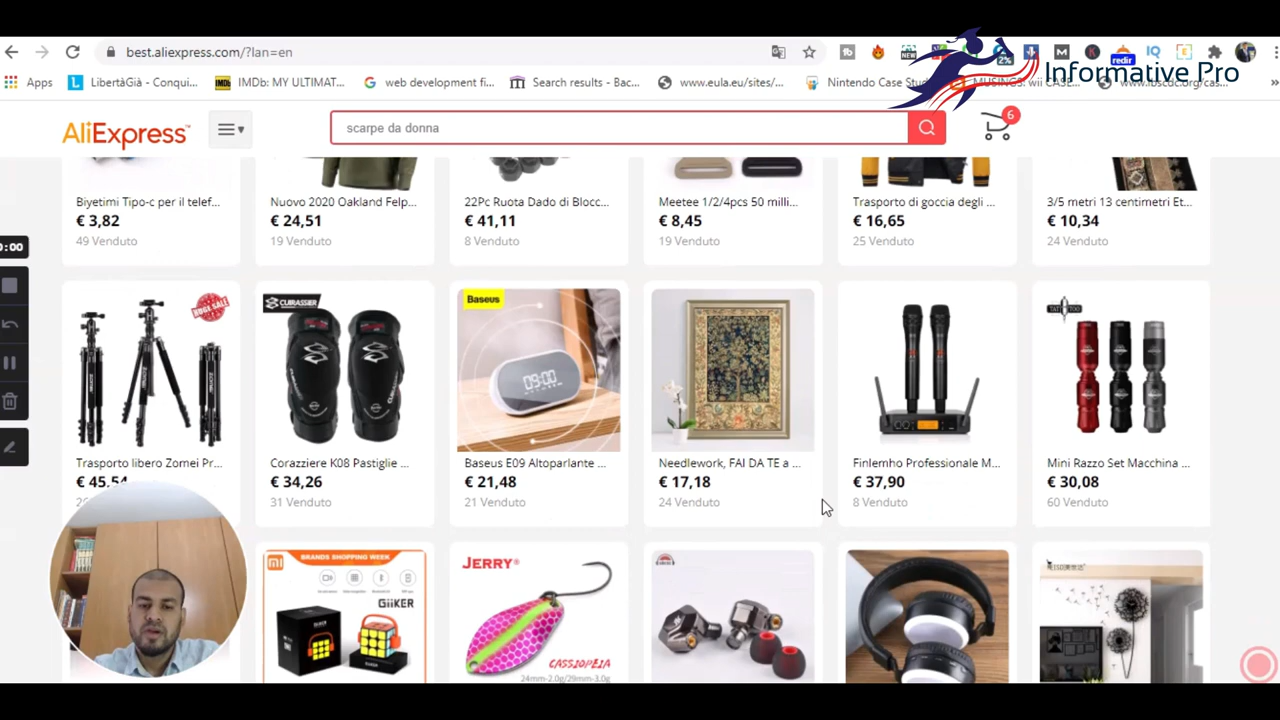 best.aliexpress.com/?lan=en
Informative Pro
Apps
LibertàGià - Conqui...
IMDb: MY ULTIMAT...
web development fi...
Search results - Bac...
www.eula.eu/sites/...
Nintendo Case Stud
redir
2%
AliExpress™
scarpe da donna
6
Biyetimi Tipo-c per il telef...
Nuovo 2020 Oakland Felp...
22Pc Ruota Dado di Blocc...
Meetee 1/2/4pcs 50 milli...
Trasporto di goccia degli ...
3/5 metri 13 centimetri Et...
€ 3,82
€ 24,51
€ 41,11
€ 8,45
€ 16,65
€ 10,34
49 Venduto
19 Venduto
8 Venduto
19 Venduto
25 Venduto
24 Venduto
:00
CUIRASSIER
Baseus
09:00
Trasporto libero Zomei Pr...
Corazziere K08 Pastiglie ...
Baseus E09 Altoparlante ...
Needlework, FAI DA TE a ...
Finlemho Professionale M...
Mini Razzo Set Macchina ...
€ 45,54
€ 34,26
€ 21,48
€ 17,18
€ 37,90
€ 30,08
31 Venduto
21 Venduto
24 Venduto
8 Venduto
60 Venduto
BRANDS SHOPPING WEEK
GiiKER
JERRY®
CASSIOPEIA
24mm-2.0g/29mm-3.0g